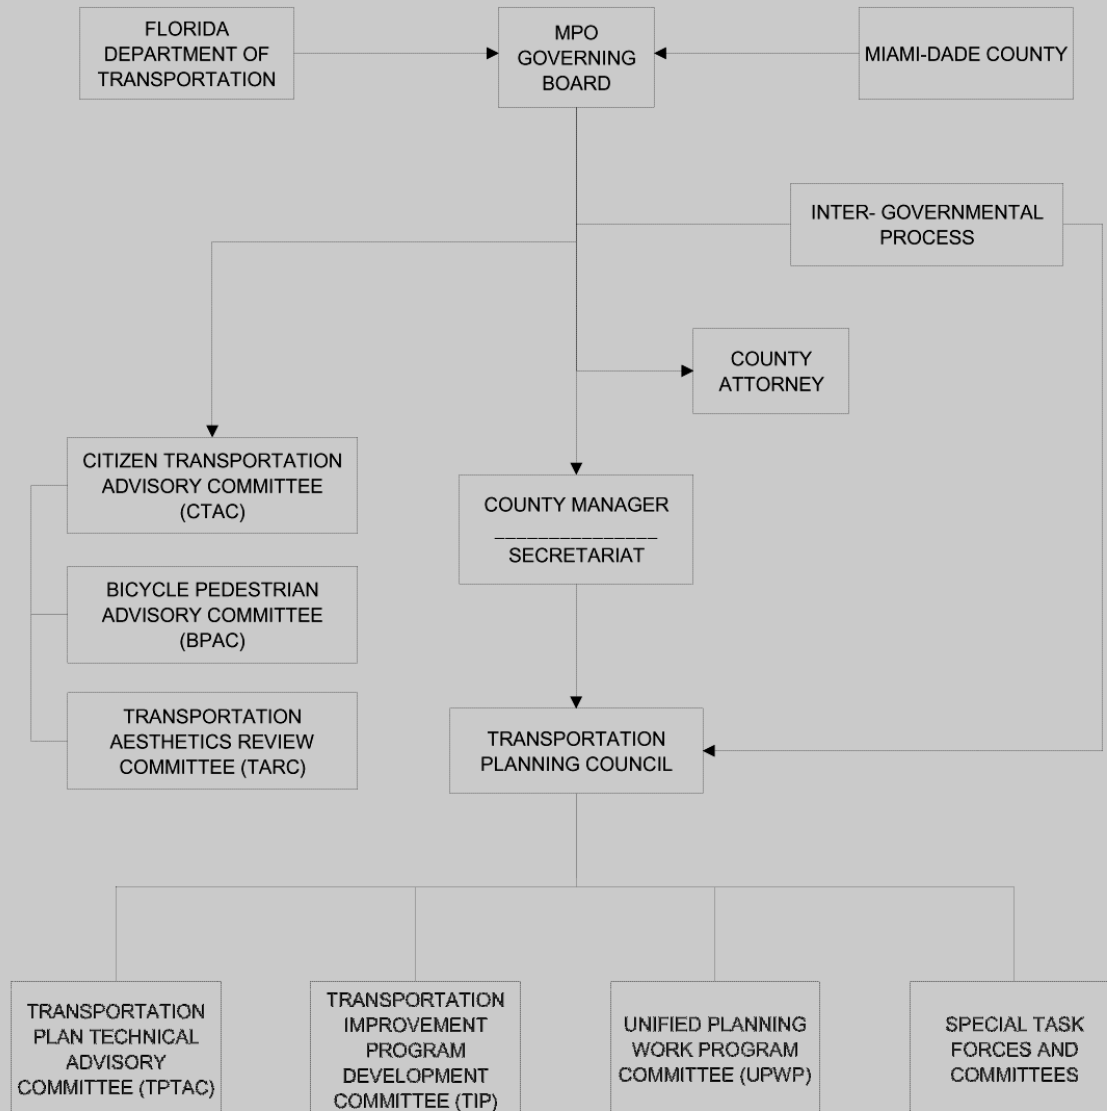 FLORIDA
DEPARTMENT OF
TRANSPORTATION
MPO
GOVERNING
BOARD
MIAMI-DADE COUNTY
INTER- GOVERNMENTAL
PROCESS
COUNTY
ATTORNEY
CITIZEN TRANSPORTATION
ADVISORY COMMITTEE
(CTAC)
COUNTY MANAGER
_______________
SECRETARIAT
BICYCLE PEDESTRIAN
ADVISORY COMMITTEE
(BPAC)
TRANSPORTATION
AESTHETICS REVIEW
COMMITTEE (TARC)
TRANSPORTATION
PLANNING COUNCIL
TRANSPORTATION
PLAN TECHNICAL
ADVISORY
COMMITTEE (TPTAC)
TRANSPORTATION
IMPROVEMENT
PROGRAM
DEVELOPMENT
COMMITTEE (TIP)
UNIFIED PLANNING
WORK PROGRAM
COMMITTEE (UPWP)
SPECIAL TASK
FORCES AND
COMMITTEES